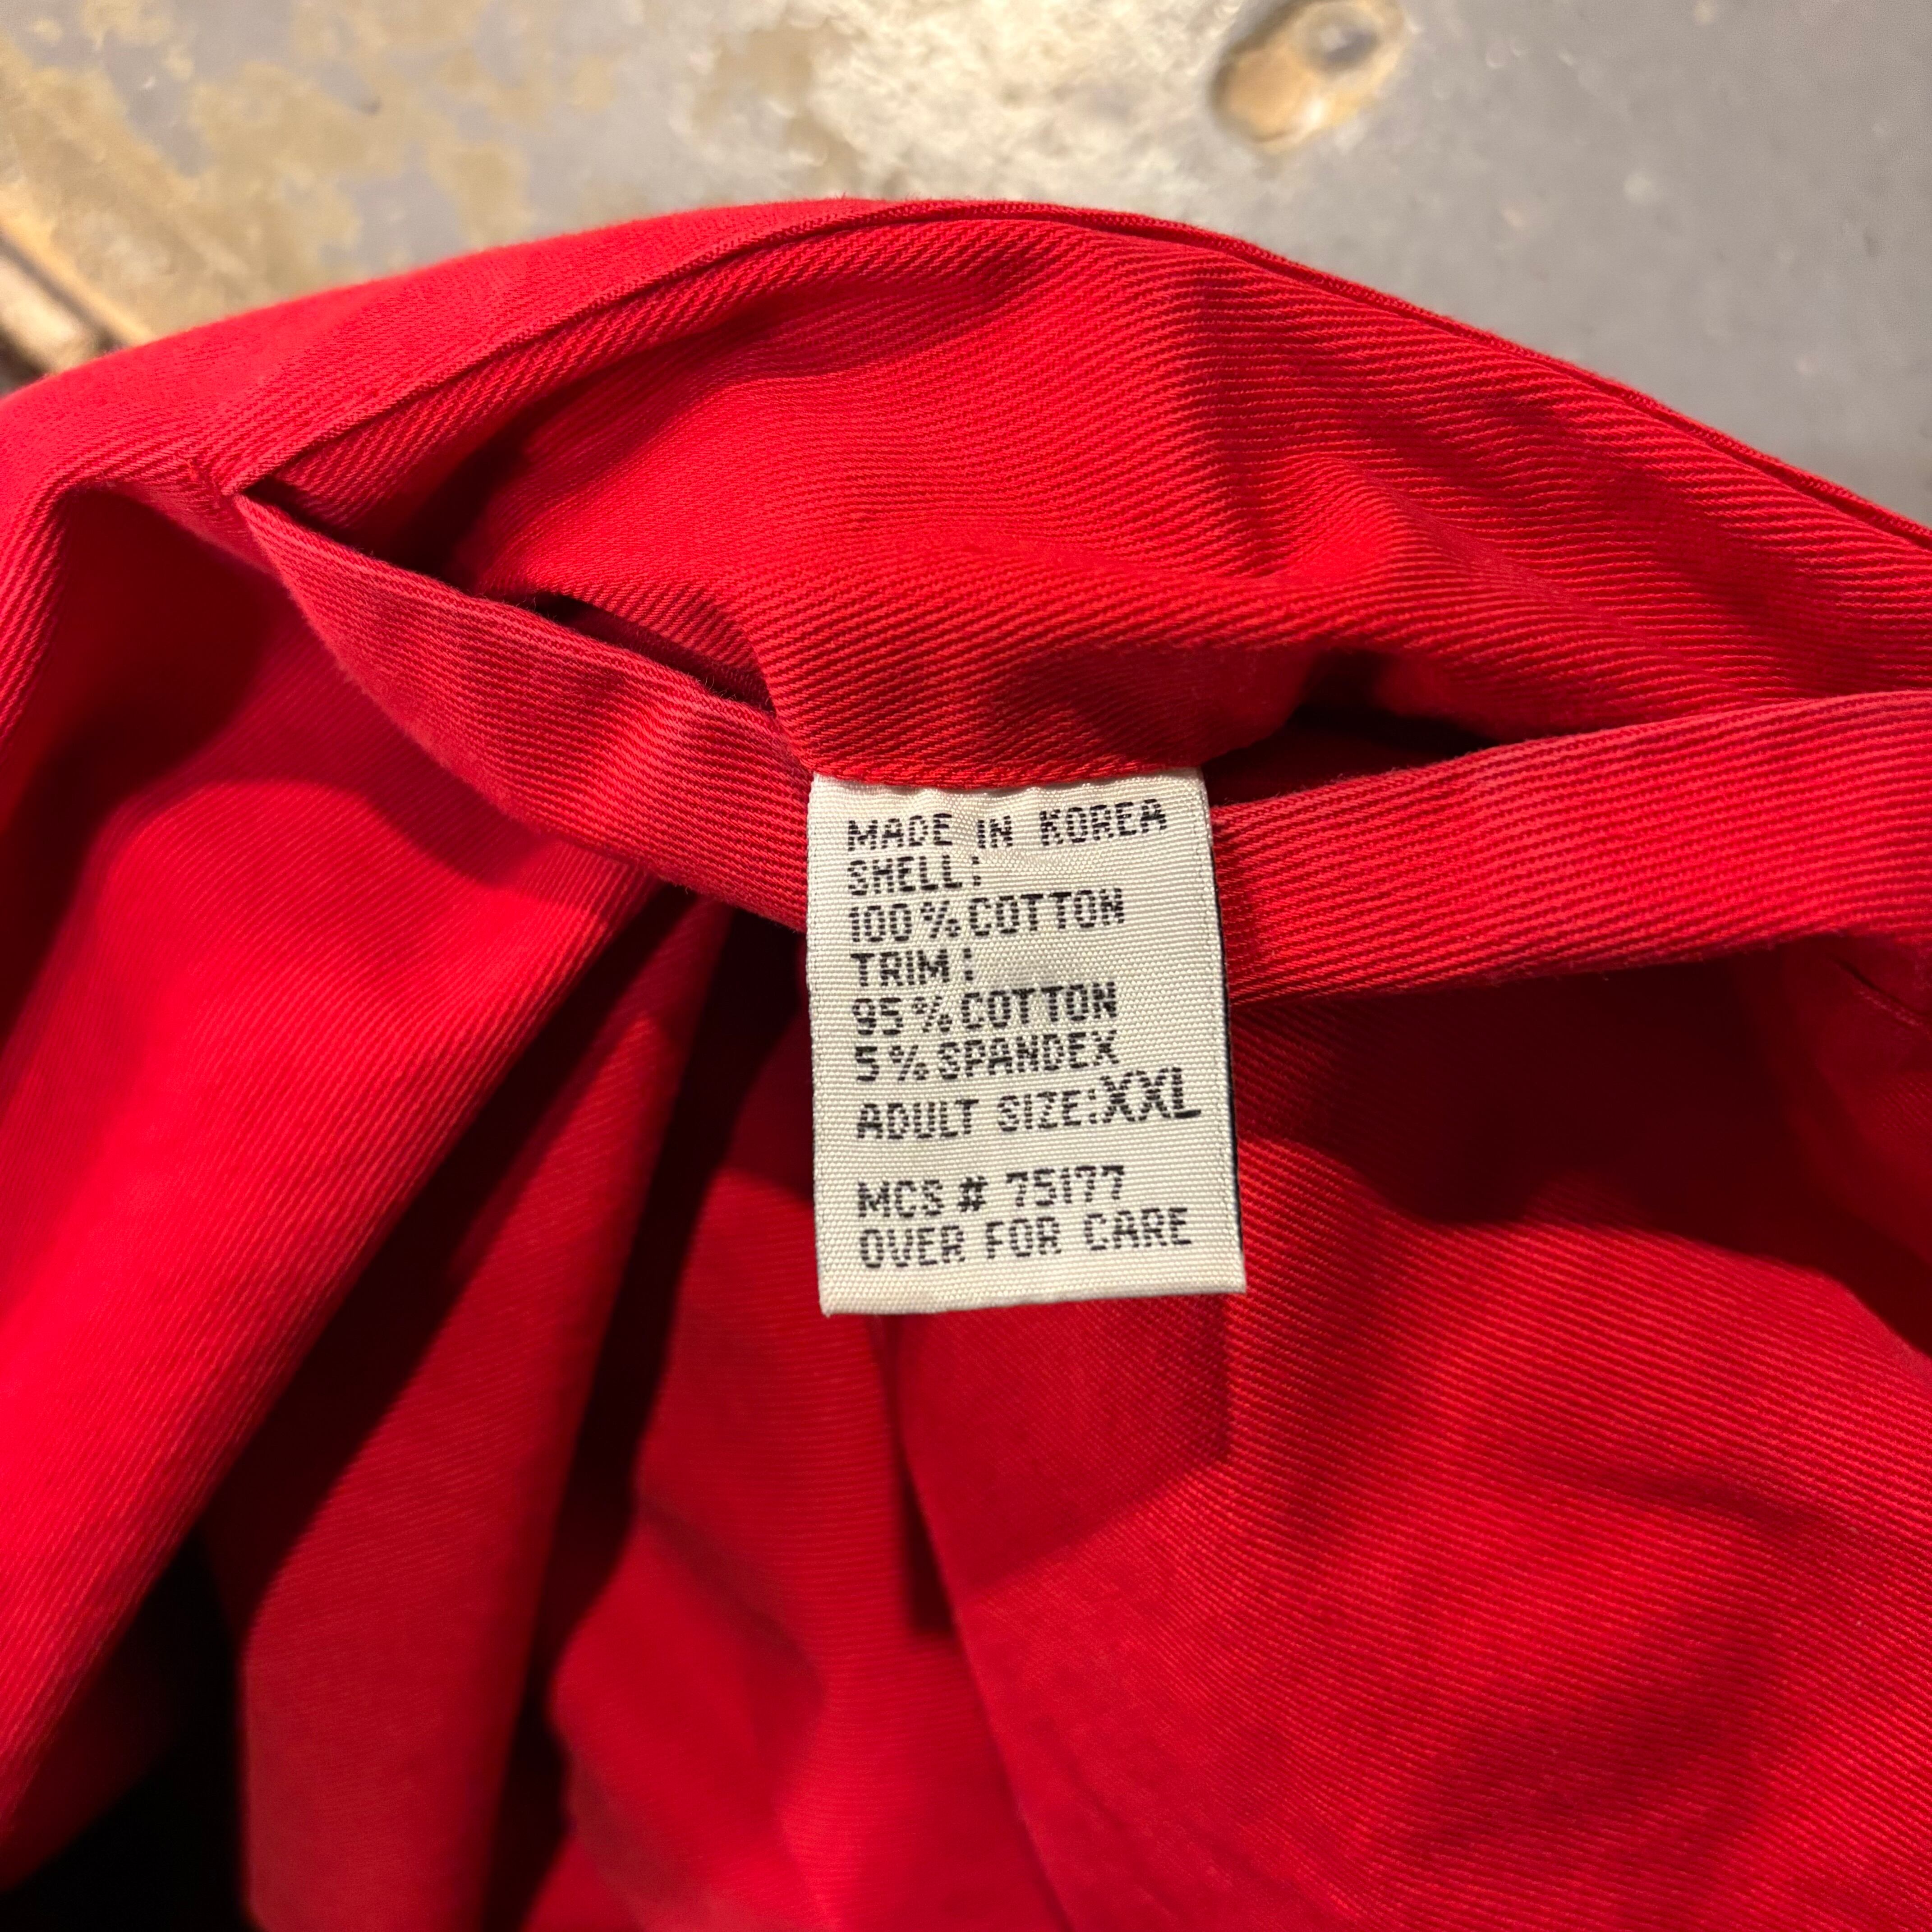 MADE IN KOREA
SHELL:
100% COTTON
TRIM:
95% COTTON
5% SPANDEX
ADULT SIZE:XXL
MCS # 75177
OVER FOR CARE